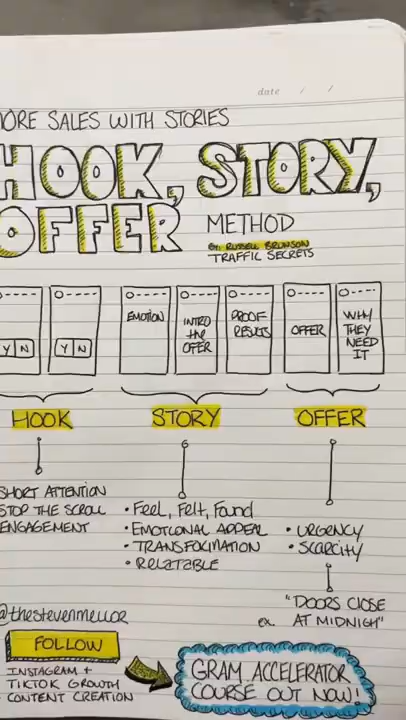 date / /
MORE SALES WITH STORIES
HOOK, STORY,
OFFER METHOD
BY: RUSSELL BRUNSON
TRAFFIC SECRETS
Y N
Y N
EMOTION
INTRO
the
OFER
PROOF
RESULTS
OFFER
WHY
THEY
NEED
IT
HOOK
STORY
OFFER
SHORT ATTENTION
STOP THE SCROLL
ENGAGEMENT
• Feel, Felt, Found
• EMOTIONAL APPEAL
• TRANSFORMATION
• RELATABLE
• URGENCY
• SCARCITY
"DOORS CLOSE
ex. AT MIDNIGH"
@thestevenmellor
FOLLOW
INSTAGRAM +
TIKTOK GROWTH
CONTENT CREATION
GRAM ACCELERATOR
COURSE OUT NOW!